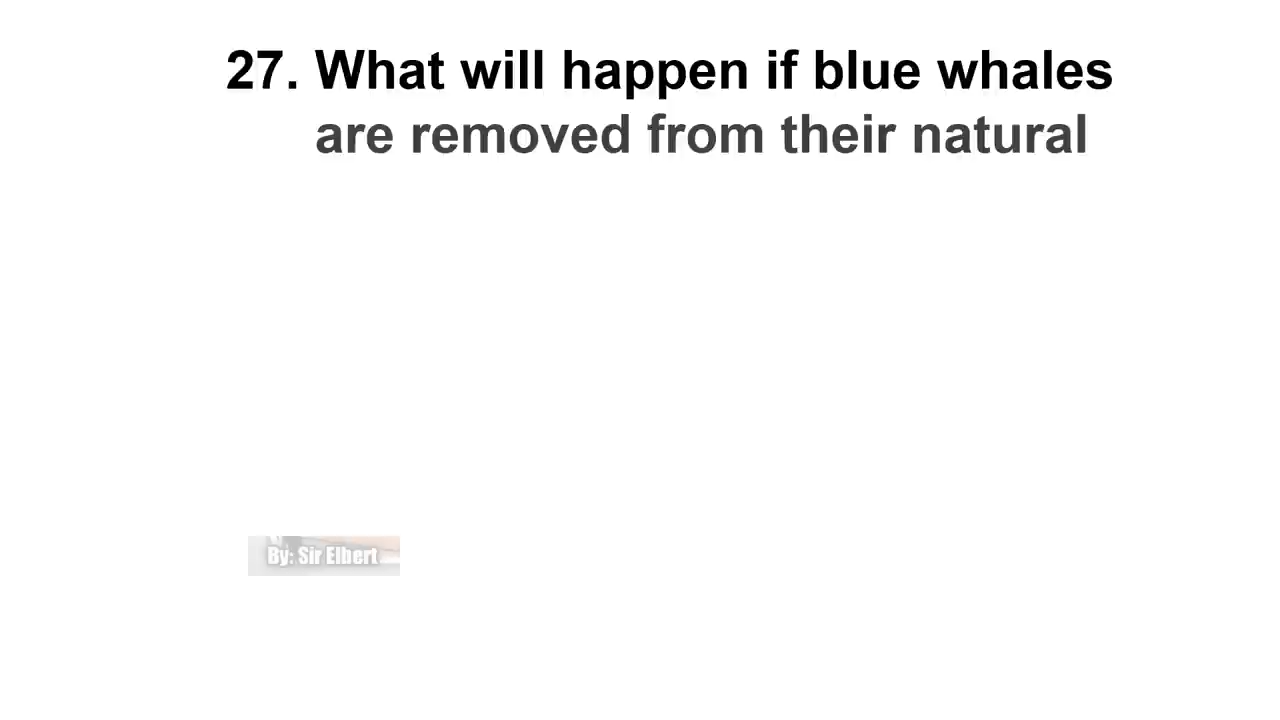 27. What will happen if blue whales
are removed from their natural
By: Sir Elbert